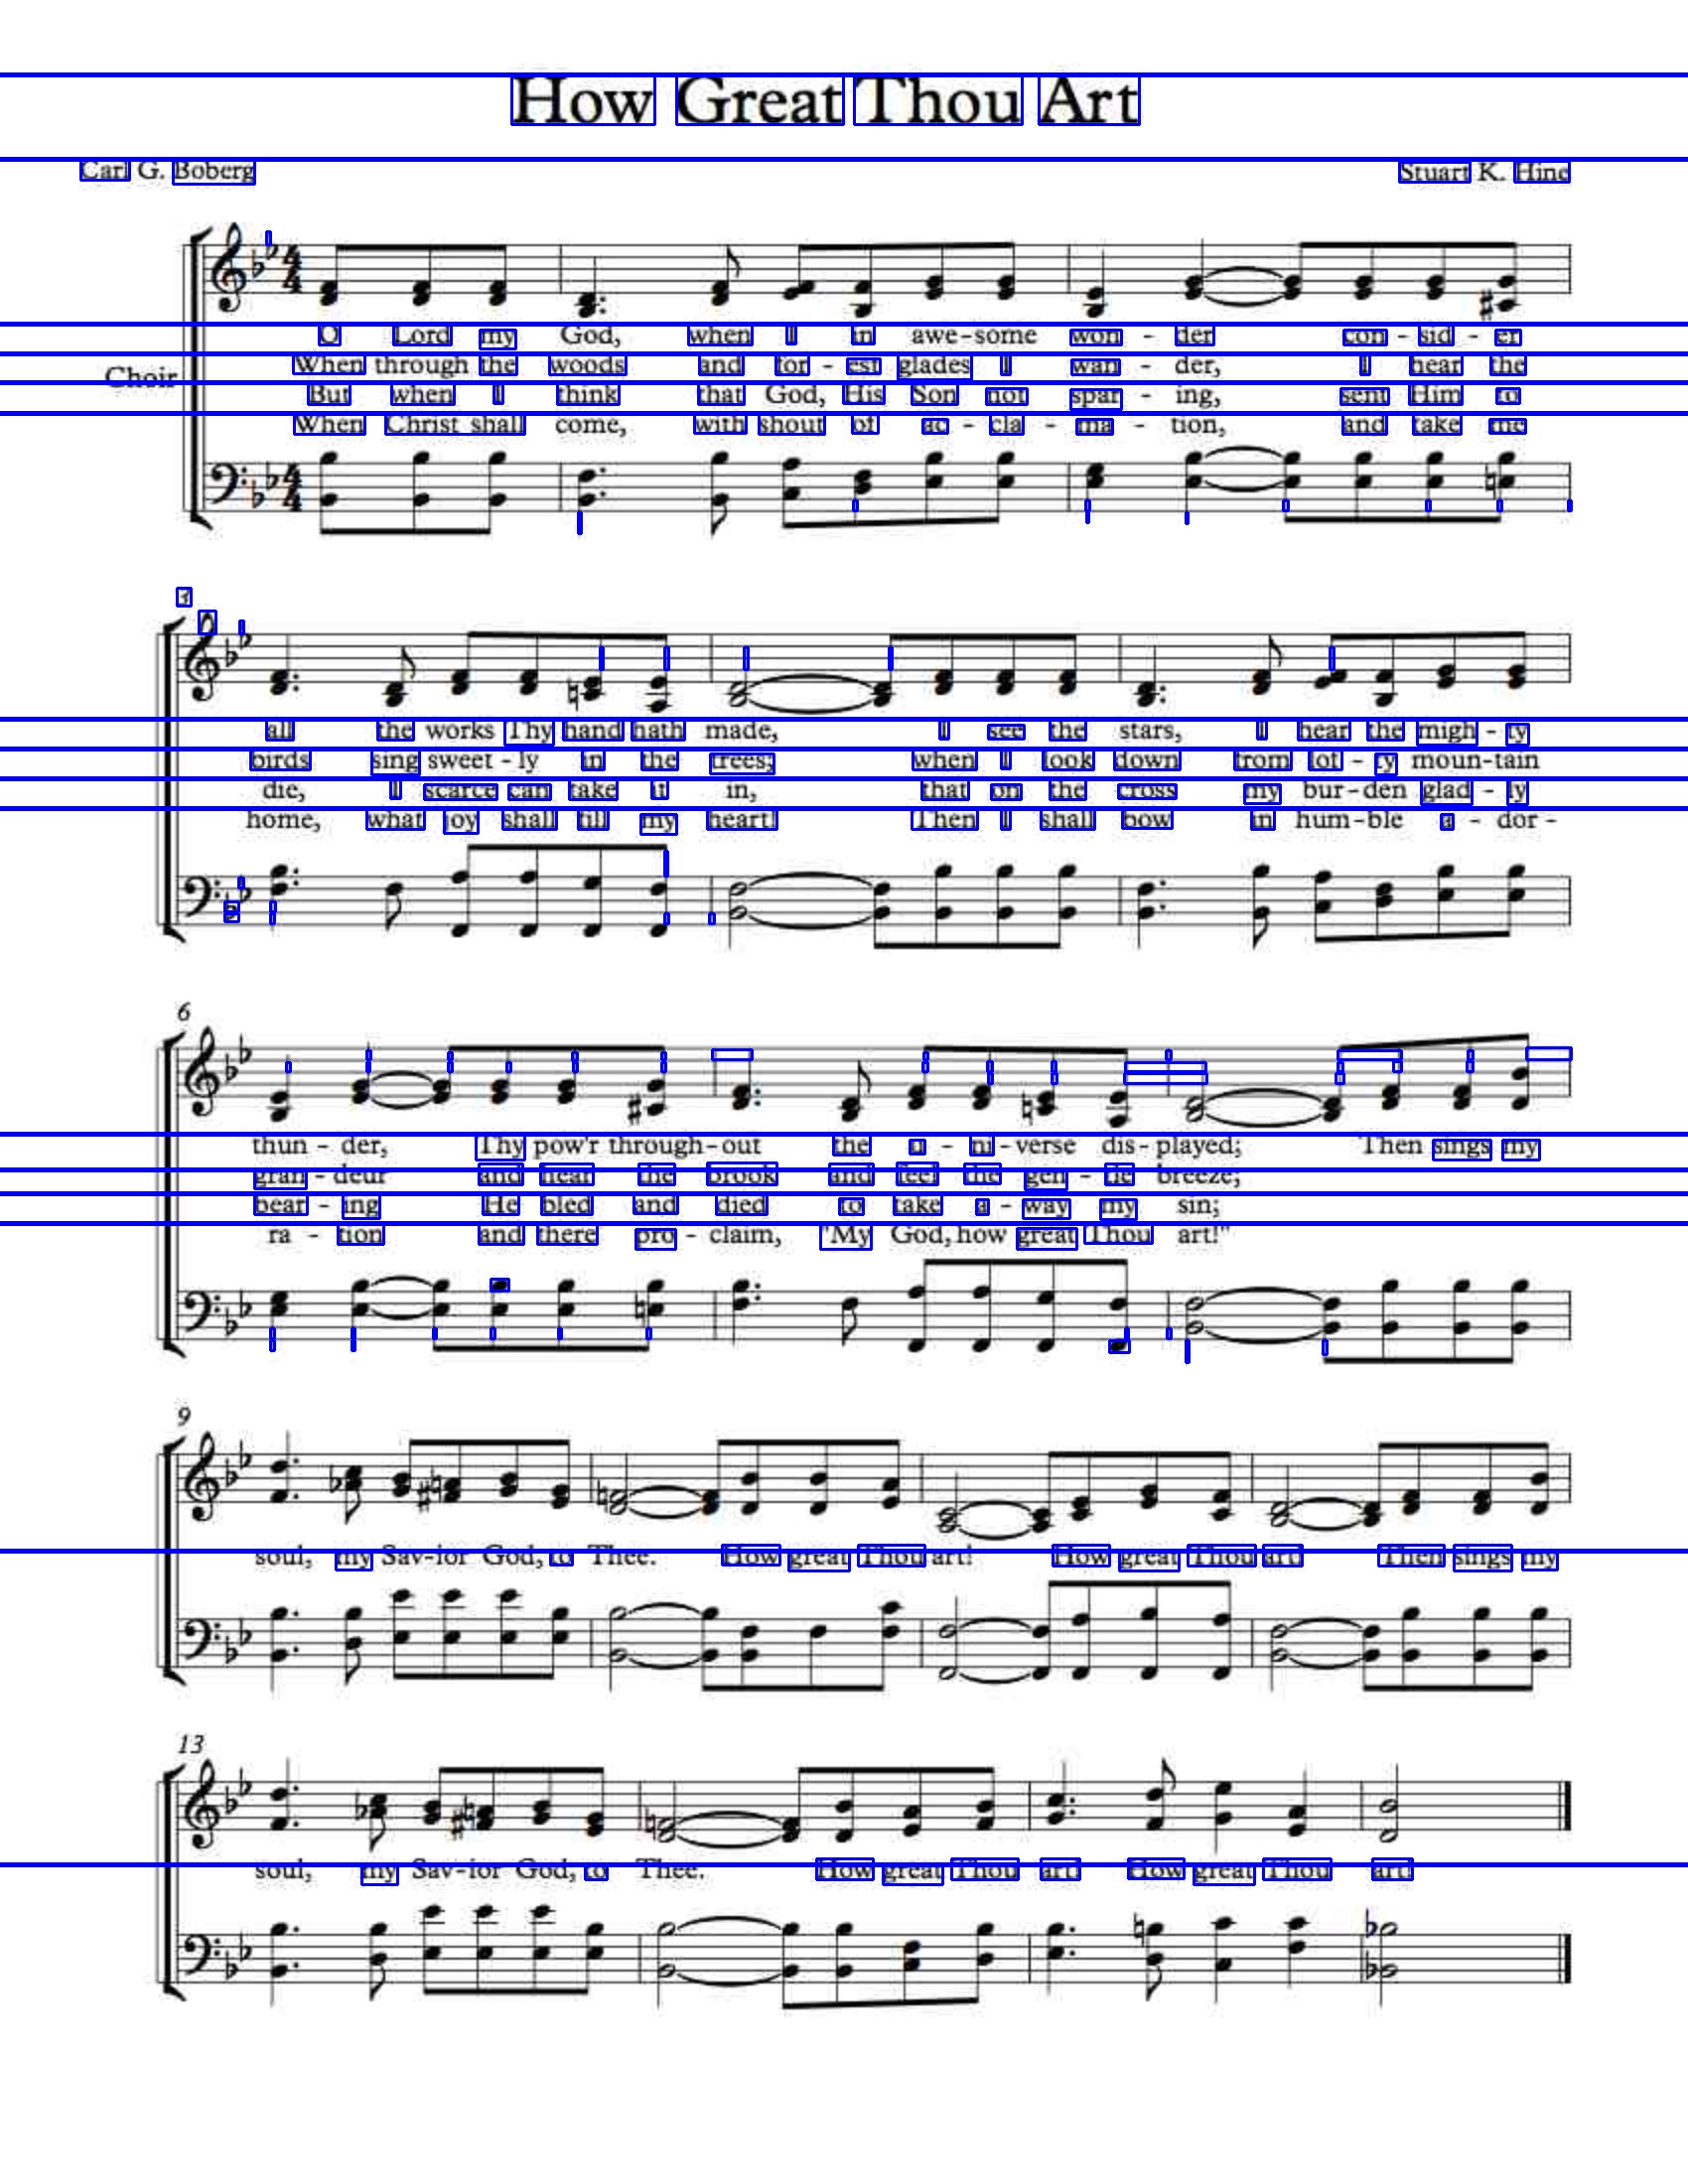 How Great Thou Art
Carl G. Boberg
Stuart K. Hine
O Lord my God, when I in awe-some won - der con - sid - er
When through the woods and for - est glades I wan - der, I hear the
Choir
But when I think that God, His Son not spar - ing, sent Him to
When Christ shall come, with shout of ac - cla - ma - tion, and take me
3
all the works Thy hand hath made, I see the stars, I hear the migh - ty
birds sing sweet - ly in the trees; when I look down from lof - ty moun-tain
die, I scarce can take it in, that on the cross my bur-den glad - ly
home, what joy shall fill my heart! Then I shall bow in hum-ble a - dor -
6
thun - der, Thy pow'r through-out the u - ni-verse dis-played; Then sings my
gran - deur and hear the brook and feel the gen - tle breeze;
bear - ing He bled and died to take a - way my sin;
ra - tion and there pro - claim, "My God, how great Thou art!"
9
soul, my Sav-ior God, to Thee. How great Thou art! How great Thou art! Then sings my
13
soul, my Sav-ior God, to Thee. How great Thou art! How great Thou art!